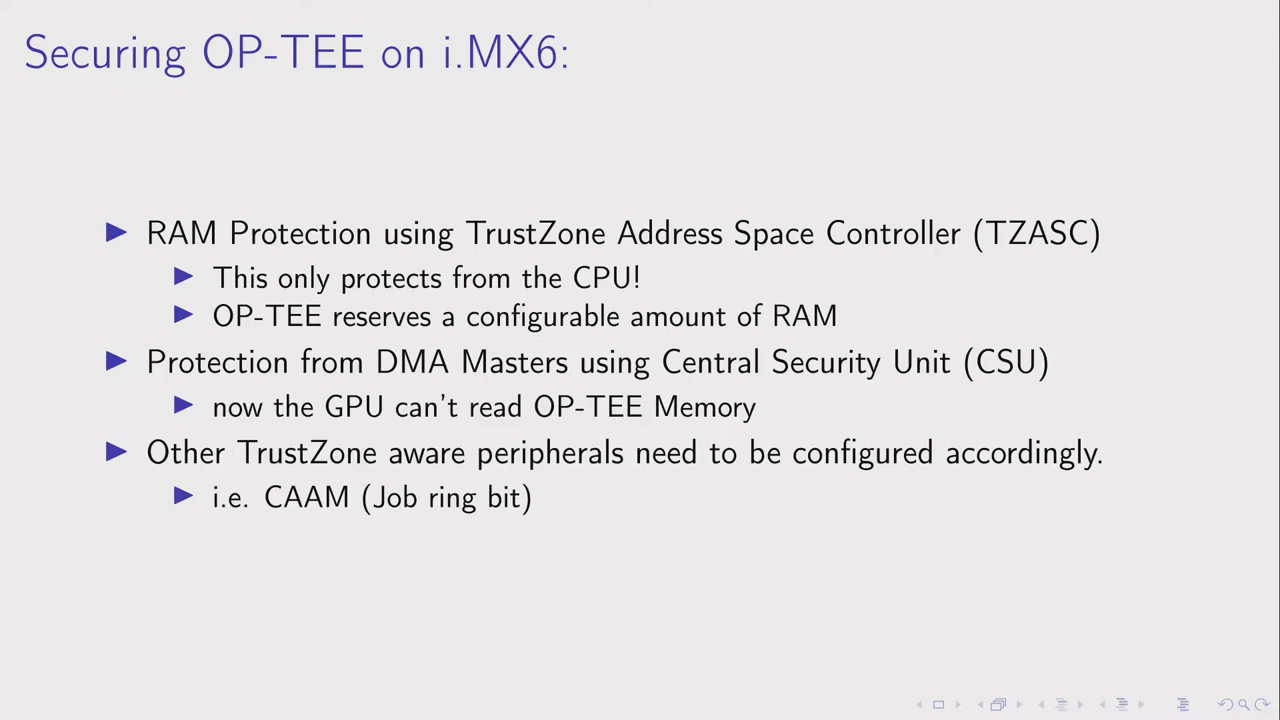 Securing OP-TEE on i.MX6:
RAM Protection using TrustZone Address Space Controller (TZASC)
This only protects from the CPU!
OP-TEE reserves a configurable amount of RAM
Protection from DMA Masters using Central Security Unit (CSU)
now the GPU can't read OP-TEE Memory
Other TrustZone aware peripherals need to be configured accordingly.
i.e. CAAM (Job ring bit)